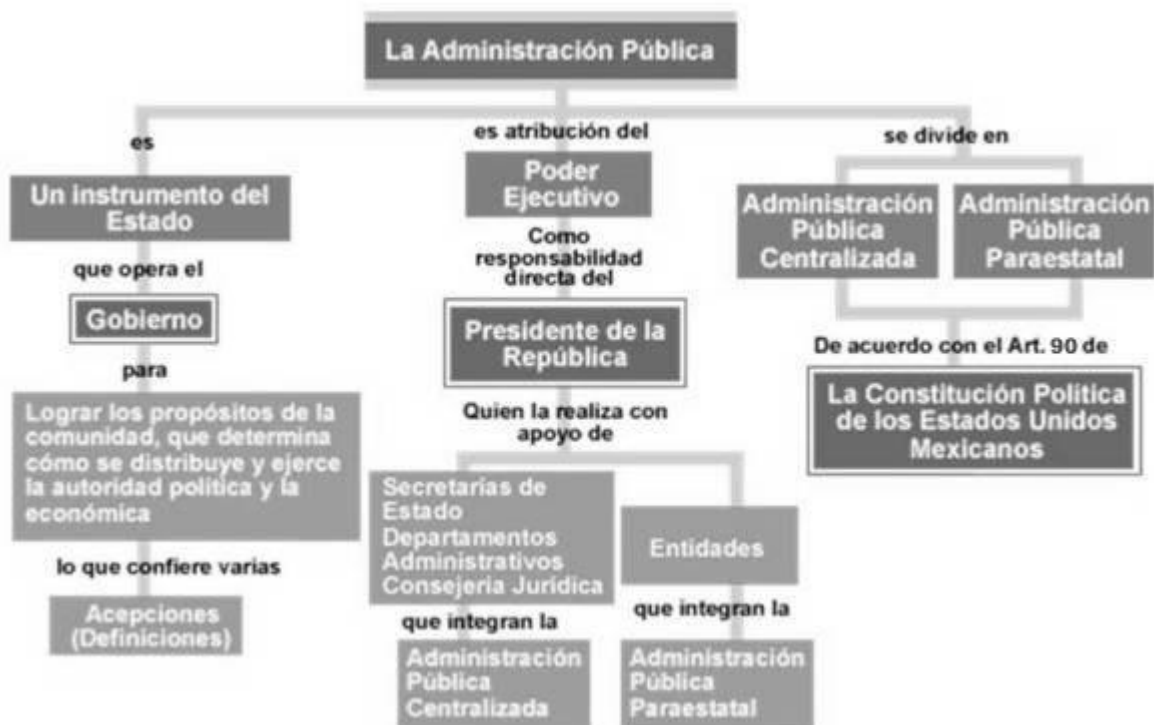 La Administración Pública
es
Un instrumento del
Estado
que opera el
Gobierno
para
Lograr los propósitos de la
comunidad, que determina
cómo se distribuye y ejerce
la autoridad política y la
económica
lo que confiere varias
Acepciones
(Definiciones)
es atribución del
Poder
Ejecutivo
Como
responsabilidad
directa del
Presidente de la
República
Quien la realiza con
apoyo de
Secretarías de
Estado
Departamentos
Administrativos
Consejería Jurídica
que integran la
Administración
Pública
Centralizada
Entidades
que integran la
Administración
Pública
Paraestatal
se divide en
Administración
Pública
Centralizada
Administración
Pública
Paraestatal
De acuerdo con el Art. 90 de
La Constitución Política
de los Estados Unidos
Mexicanos